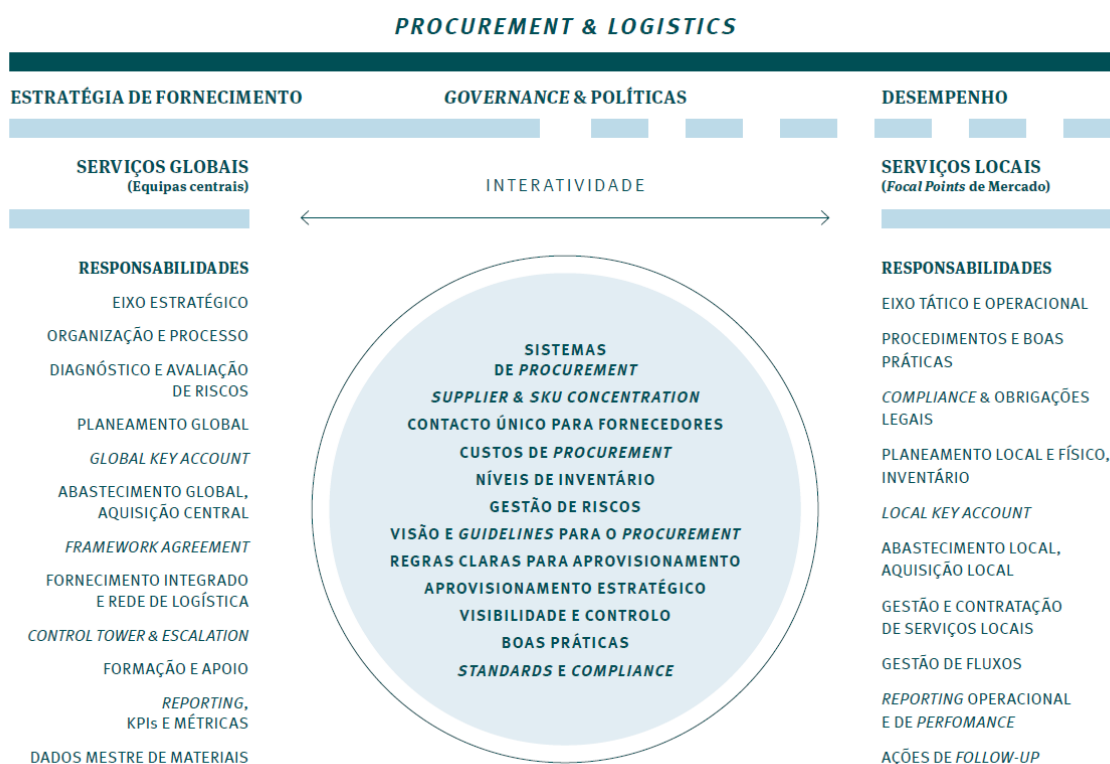 PROCUREMENT & LOGISTICS
ESTRATÉGIA DE FORNECIMENTO
GOVERNANCE & POLÍTICAS
DESEMPENHO
SERVIÇOS GLOBAIS
(Equipas centrais)
INTERATIVIDADE
SERVIÇOS LOCAIS
(Focal Points de Mercado)
RESPONSABILIDADES
EIXO ESTRATÉGICO
ORGANIZAÇÃO E PROCESSO
DIAGNÓSTICO E AVALIAÇÃO
DE RISCOS
PLANEAMENTO GLOBAL
GLOBAL KEY ACCOUNT
ABASTECIMENTO GLOBAL,
AQUISIÇÃO CENTRAL
FRAMEWORK AGREEMENT
FORNECIMENTO INTEGRADO
E REDE DE LOGÍSTICA
CONTROL TOWER & ESCALATION
FORMAÇÃO E APOIO
REPORTING,
KPIs E MÉTRICAS
DADOS MESTRE DE MATERIAIS
SISTEMAS
DE PROCUREMENT
SUPPLIER & SKU CONCENTRATION
CONTACTO ÚNICO PARA FORNECEDORES
CUSTOS DE PROCUREMENT
NÍVEIS DE INVENTÁRIO
GESTÃO DE RISCOS
VISÃO E GUIDELINES PARA O PROCUREMENT
REGRAS CLARAS PARA APROVISIONAMENTO
APROVISIONAMENTO ESTRATÉGICO
VISIBILIDADE E CONTROLO
BOAS PRÁTICAS
STANDARDS E COMPLIANCE
RESPONSABILIDADES
EIXO TÁTICO E OPERACIONAL
PROCEDIMENTOS E BOAS
PRÁTICAS
COMPLIANCE & OBRIGAÇÕES
LEGAIS
PLANEAMENTO LOCAL E FÍSICO,
INVENTÁRIO
LOCAL KEY ACCOUNT
ABASTECIMENTO LOCAL,
AQUISIÇÃO LOCAL
GESTÃO E CONTRATAÇÃO
DE SERVIÇOS LOCAIS
GESTÃO DE FLUXOS
REPORTING OPERACIONAL
E DE PERFOMANCE
AÇÕES DE FOLLOW-UP